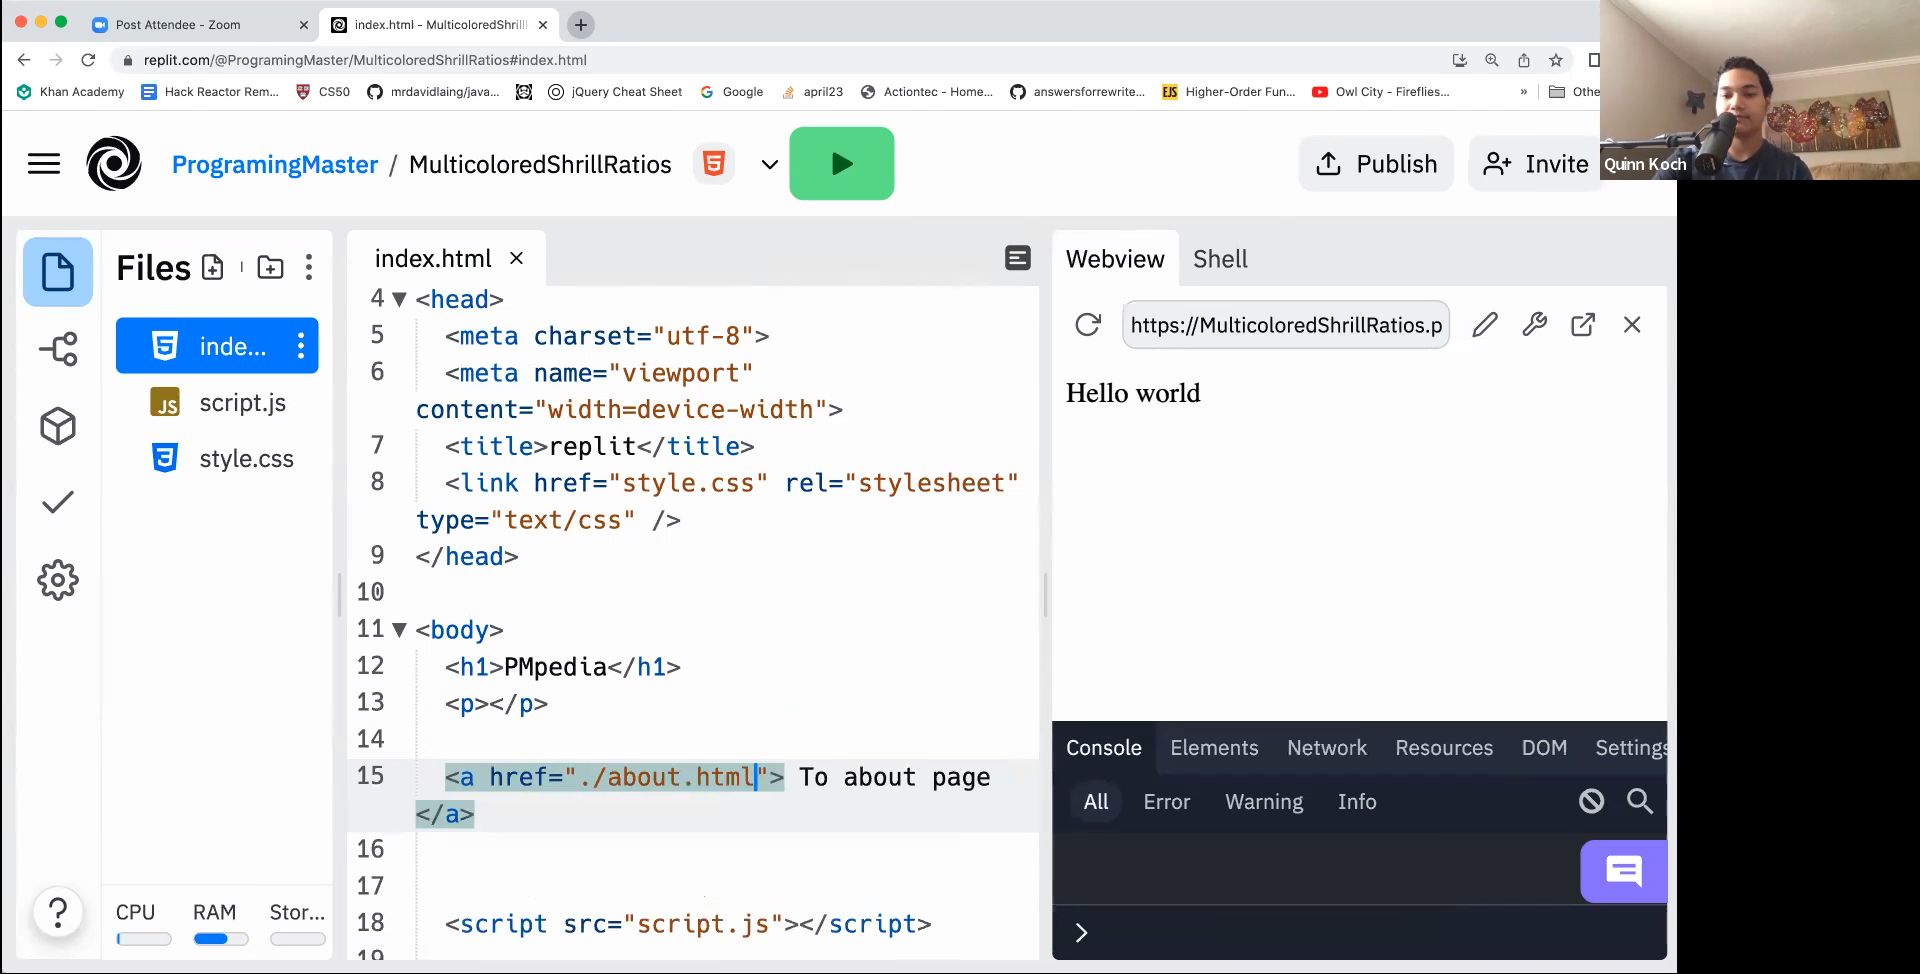 Post Attendee - Zoom
index.html - MulticoloredShrill
replit.com/@ProgramingMaster/MulticoloredShrillRatios#index.html
Khan Academy
Hack Reactor Rem...
CS50
mrdavidlaing/java...
jQuery Cheat Sheet
Google
april23
Actiontec - Home...
answersforrewrite...
EJS
Higher-Order Fun...
Owl City - Fireflies...
»
Othe
ProgramingMaster / MulticoloredShrillRatios
5
Publish
Invite
Quinn Koch
Files
5 inde...
JS script.js
3 style.css
CPU RAM Stor...
?
index.html
4 <head>
5 <meta charset="utf-8">
6 <meta name="viewport"
content="width=device-width">
7 <title>replit</title>
8 <link href="style.css" rel="stylesheet"
type="text/css" />
9 </head>
10
11 <body>
12 <h1>PMpedia</h1>
13 <p></p>
14
15 <a href="./about.html"> To about page
</a>
16
17
18 <script src="script.js"></script>
19
Webview Shell
https://MulticoloredShrillRatios.p
Hello world
Console Elements Network Resources DOM Settings
All Error Warning Info
>